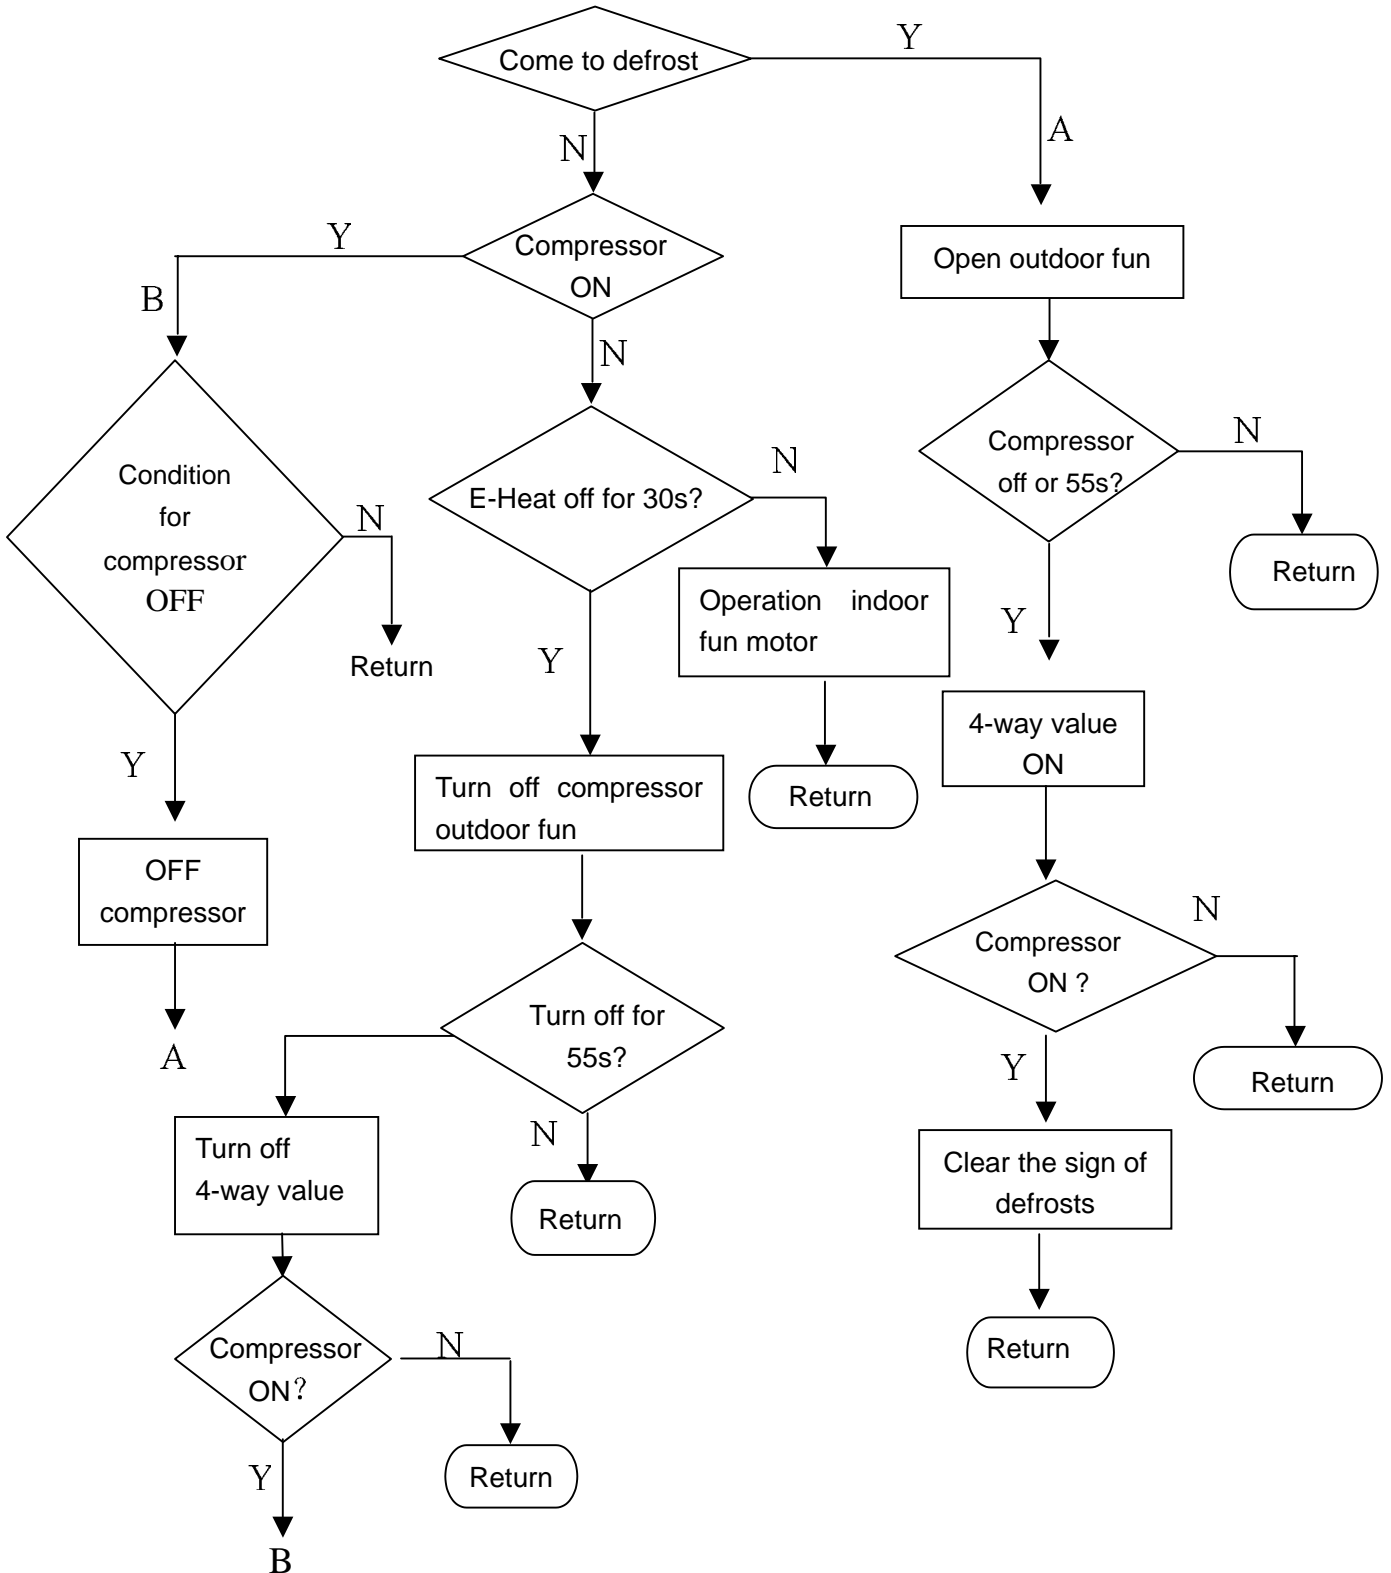 Come to defrost
Y
A
N
Compressor
ON
Y
B
N
Open outdoor fun
Condition
for
compressor
OFF
N
Return
Y
OFF
compressor
A
E-Heat off for 30s?
N
Operation indoor
fun motor
Return
Y
Turn off compressor
outdoor fun
Turn off for
55s?
N
Return
Turn off
4-way value
Compressor
ON？
N
Return
Y
B
Compressor
off or 55s?
N
Return
Y
4-way value
ON
Compressor
ON ?
N
Return
Y
Clear the sign of
defrosts
Return